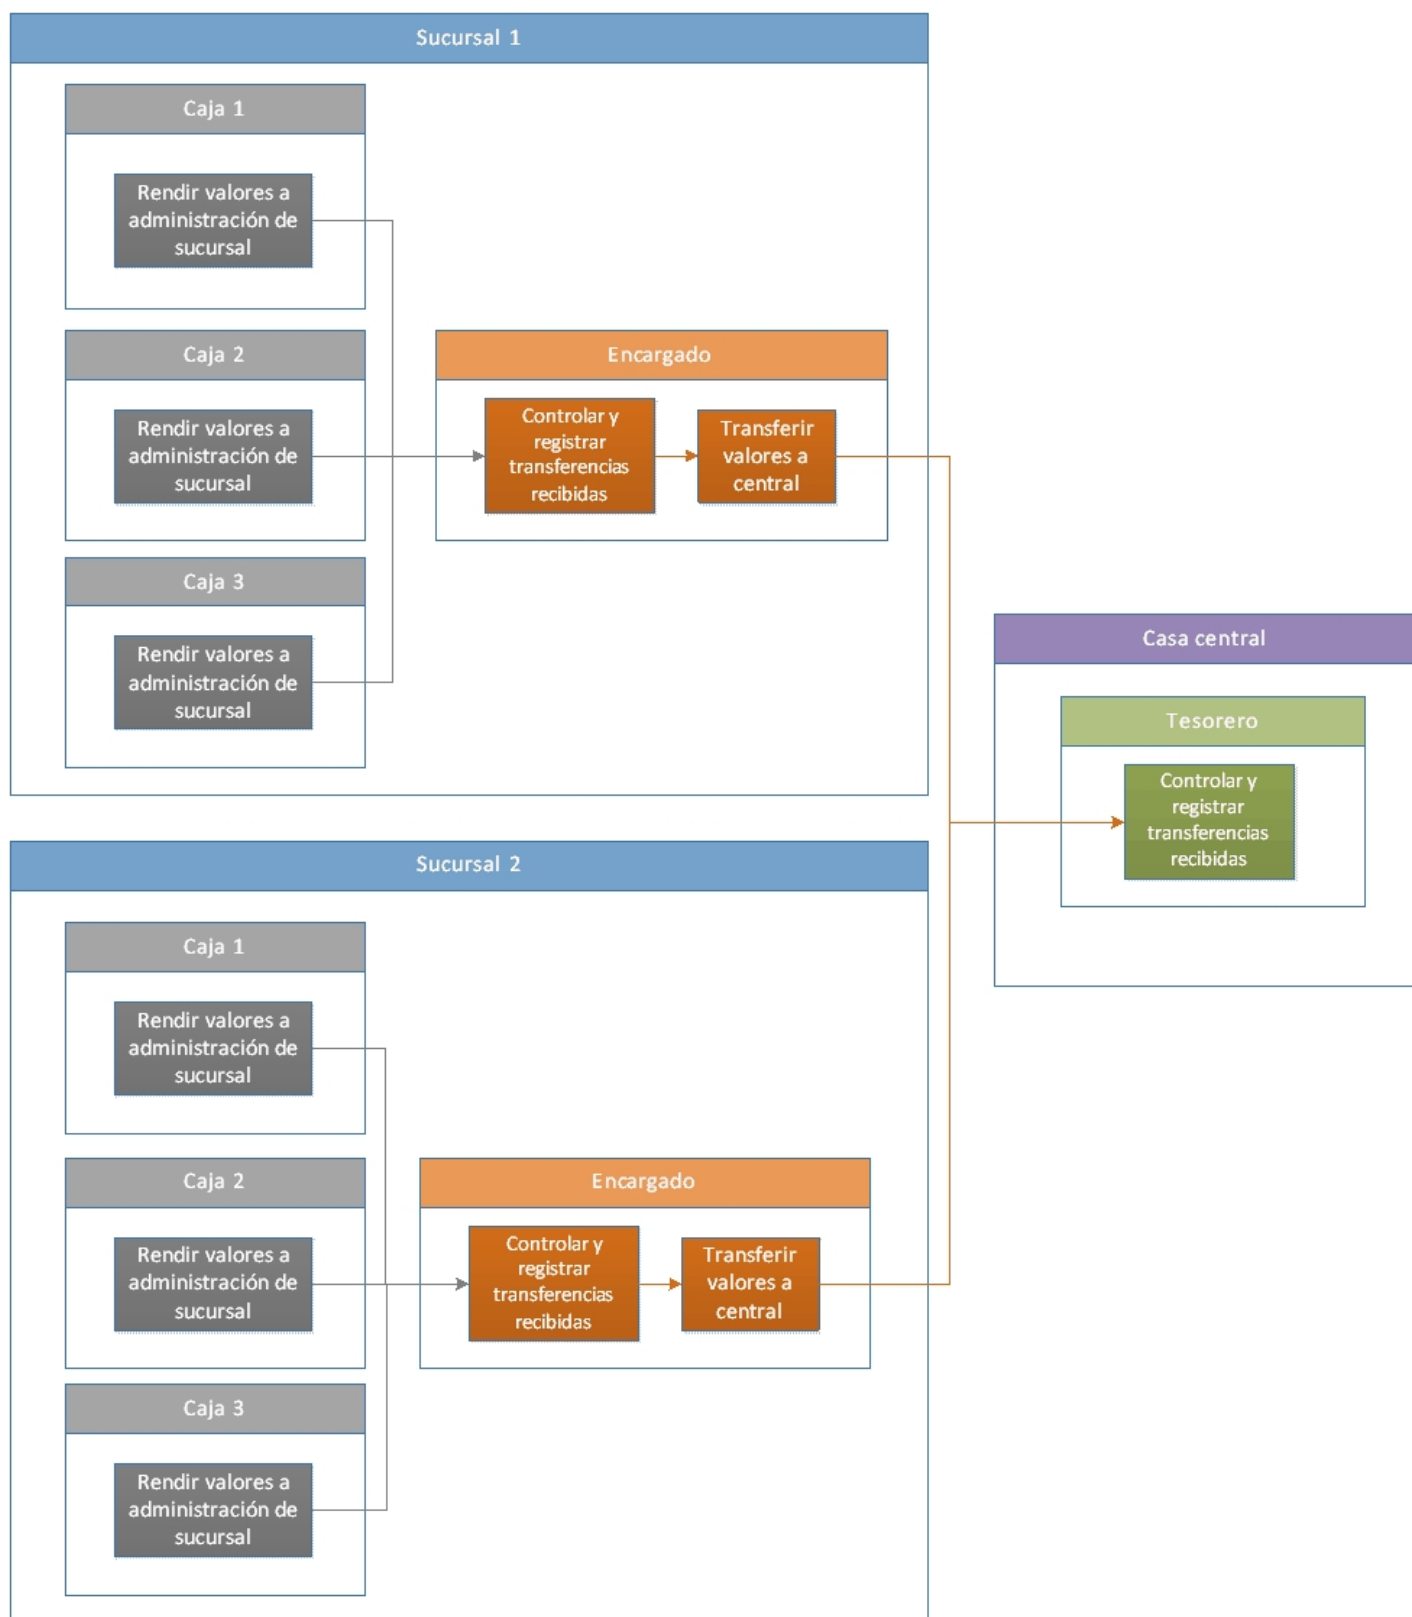 Sucursal 1
Caja 1
Rendir valores a
administración de
sucursal
Caja 2
Rendir valores a
administración de
sucursal
Caja 3
Rendir valores a
administración de
sucursal
Encargado
Controlar y
registrar
transferencias
recibidas
Transferir
valores a
central
Casa central
Tesorero
Controlar y
registrar
transferencias
recibidas
Sucursal 2
Caja 1
Rendir valores a
administración de
sucursal
Caja 2
Rendir valores a
administración de
sucursal
Caja 3
Rendir valores a
administración de
sucursal
Encargado
Controlar y
registrar
transferencias
recibidas
Transferir
valores a
central